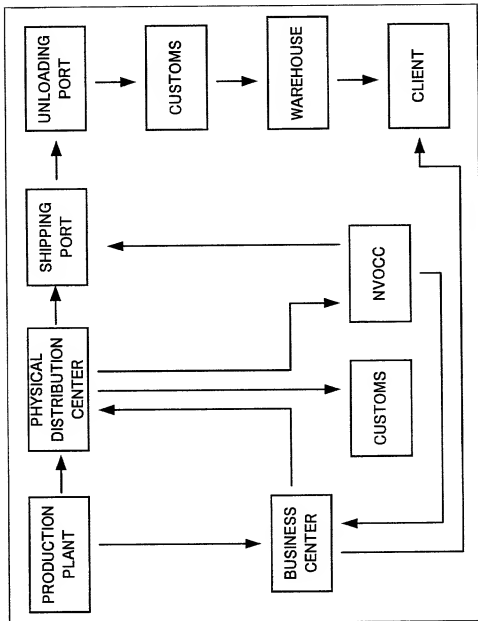 PRODUCTION
PLANT
PHYSICAL
DISTRIBUTION
CENTER
SHIPPING
PORT
UNLOADING
PORT
CUSTOMS
WAREHOUSE
CLIENT
BUSINESS
CENTER
CUSTOMS
NVOCC